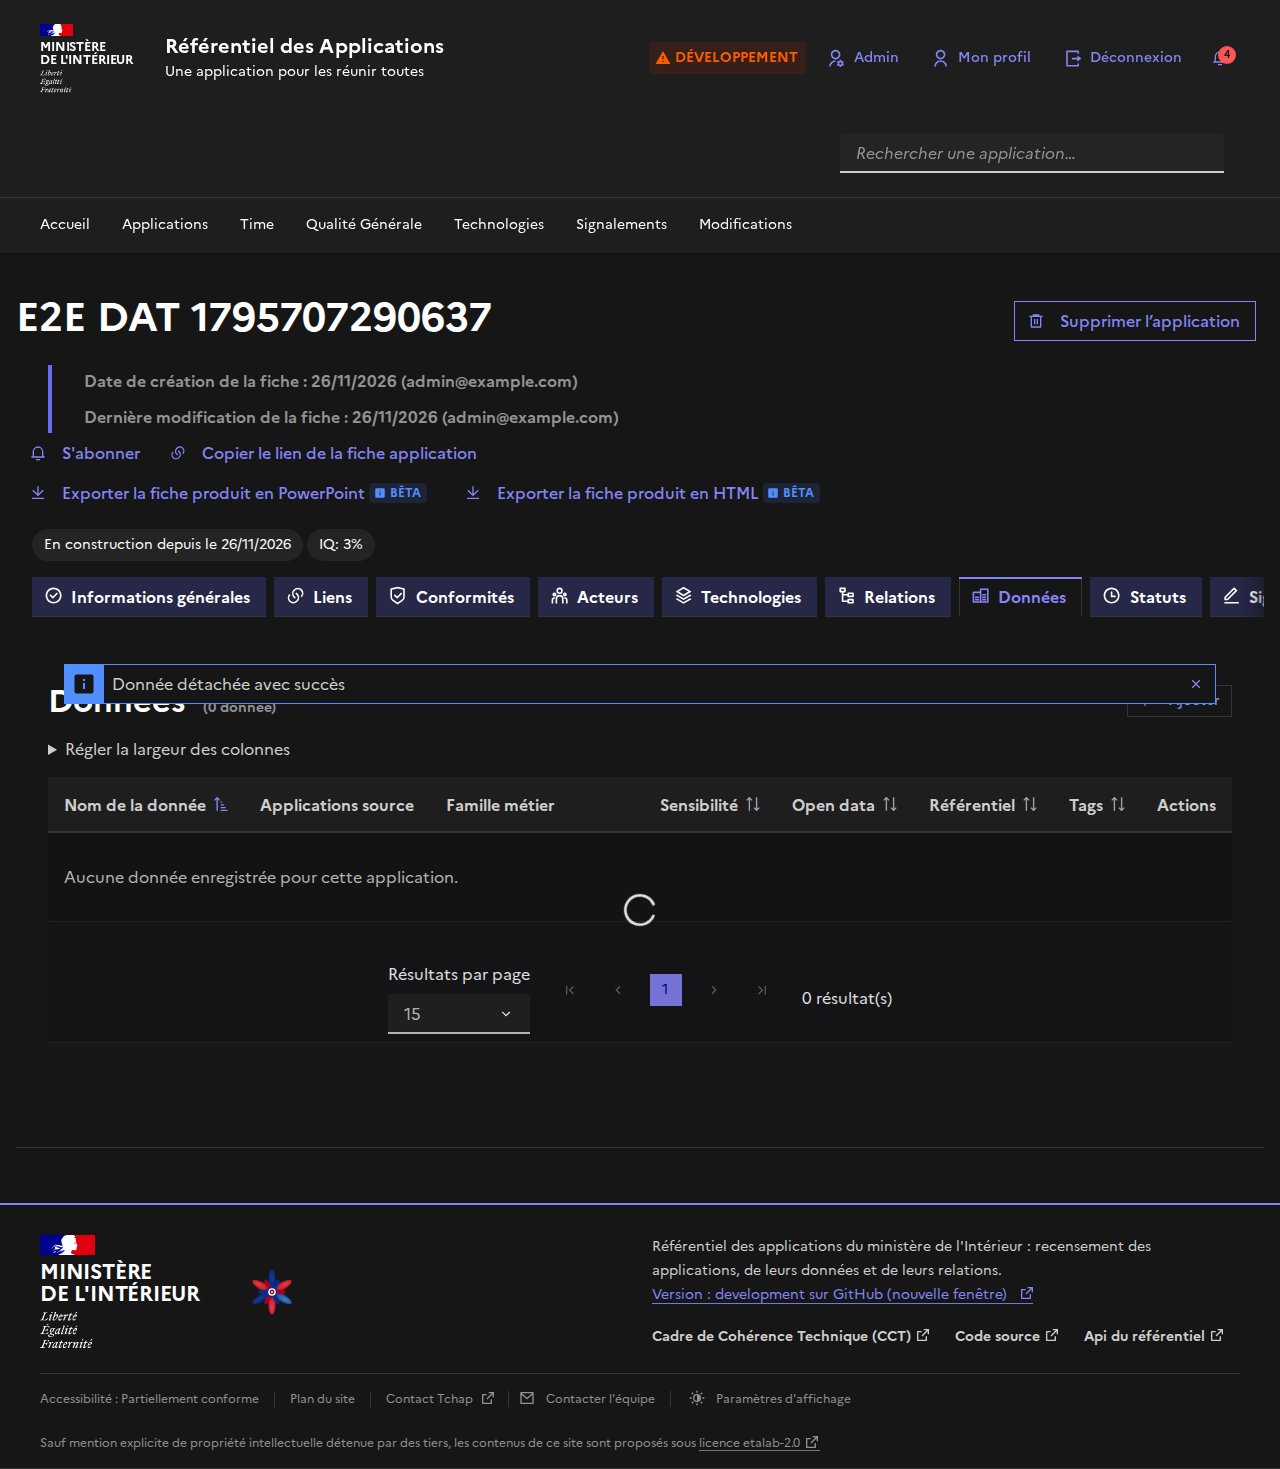 MINISTÈRE
DE L'INTÉRIEUR
Liberté
Égalité
Fraternité
Référentiel des Applications
Une application pour les réunir toutes
DÉVELOPPEMENT
Admin
Mon profil
Déconnexion
4
Rechercher une application…
Accueil
Applications
Time
Qualité Générale
Technologies
Signalements
Modifications
E2E DAT 1795707290637
Supprimer l’application
Date de création de la fiche : 26/11/2026 (admin@example.com)
Dernière modification de la fiche : 26/11/2026 (admin@example.com)
S'abonner
Copier le lien de la fiche application
Exporter la fiche produit en PowerPoint BÊTA
Exporter la fiche produit en HTML BÊTA
En construction depuis le 26/11/2026
IQ: 3%
Informations générales
Liens
Conformités
Acteurs
Technologies
Relations
Données
Statuts
Sig
Donnée détachée avec succès
Données (0 donnée)
Ajouter
Régler la largeur des colonnes
Nom de la donnée
Applications source
Famille métier
Sensibilité
Open data
Référentiel
Tags
Actions
Aucune donnée enregistrée pour cette application.
Résultats par page
15
1
0 résultat(s)
MINISTÈRE
DE L'INTÉRIEUR
Liberté
Égalité
Fraternité
Référentiel des applications du ministère de l'Intérieur : recensement des
applications, de leurs données et de leurs relations.
Version : development sur GitHub (nouvelle fenêtre)
Cadre de Cohérence Technique (CCT)
Code source
Api du référentiel
Accessibilité : Partiellement conforme
Plan du site
Contact Tchap
Contacter l'équipe
Paramètres d'affichage
Sauf mention explicite de propriété intellectuelle détenue par des tiers, les contenus de ce site sont proposés sous licence etalab-2.0